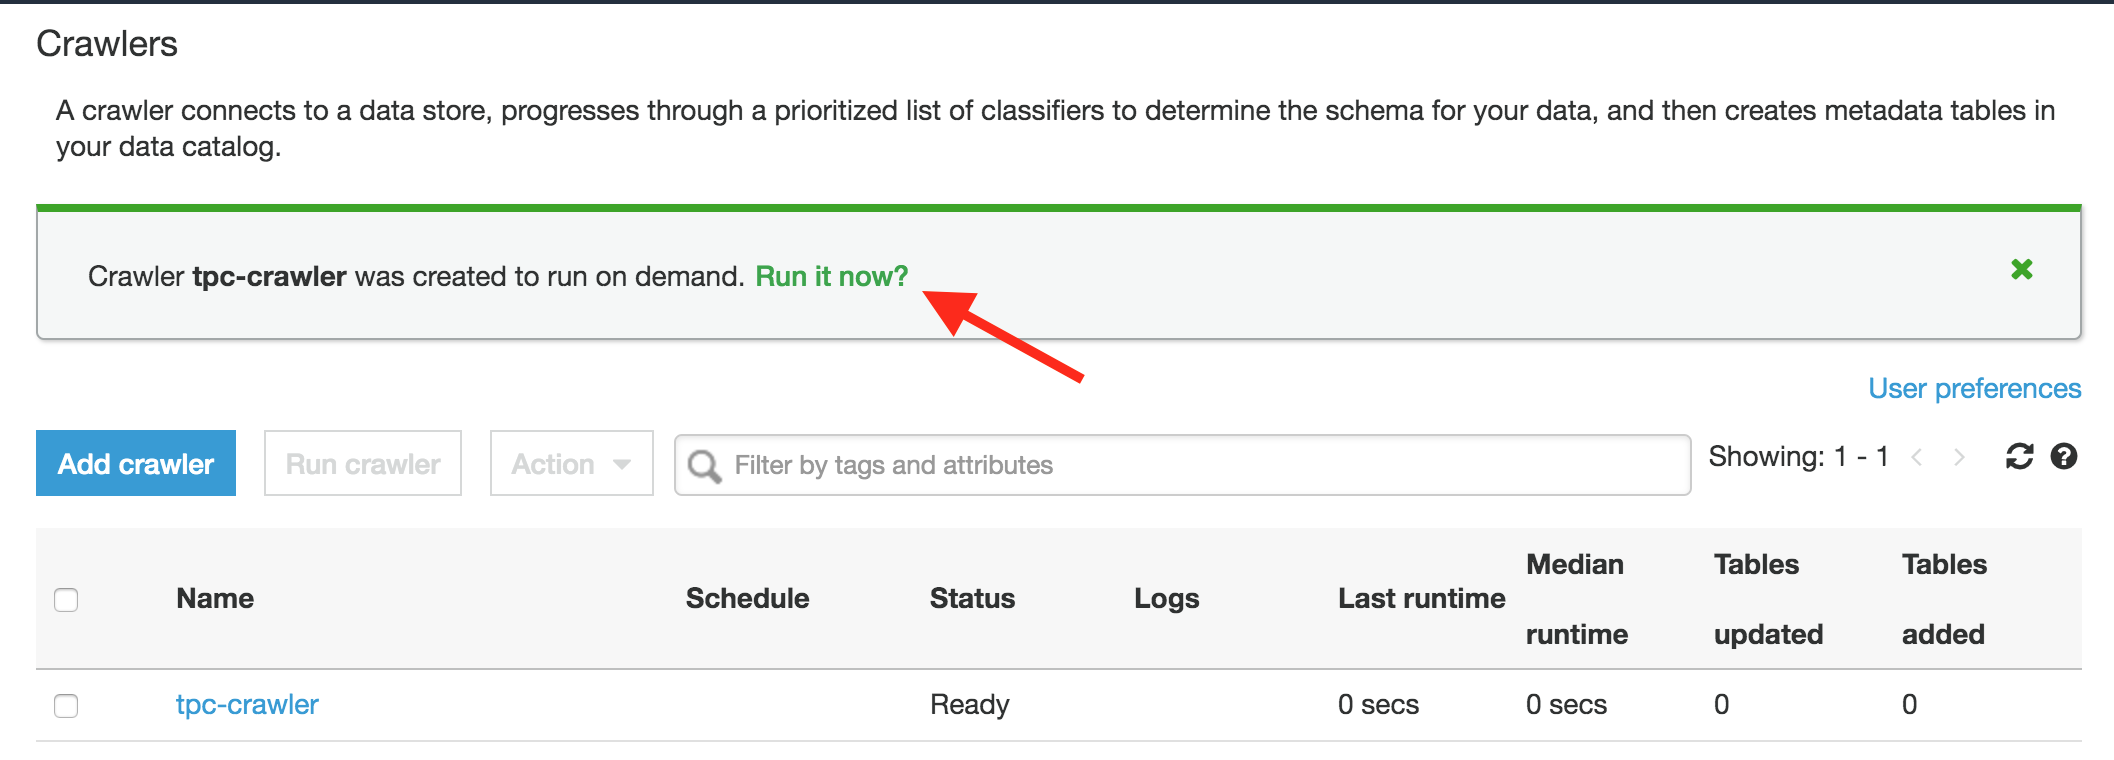 Crawlers
A crawler connects to a data store, progresses through a prioritized list of classifiers to determine the schema for your data, and then creates metadata tables in
your data catalog.
Crawler tpc-crawler was created to run on demand. Run it now?
User preferences
Add crawler Run crawler Action Filter by tags and attributes Showing: 1 - 1
Name Schedule Status Logs Last runtime Median runtime Tables updated Tables added
tpc-crawler Ready 0 secs 0 secs 0 0